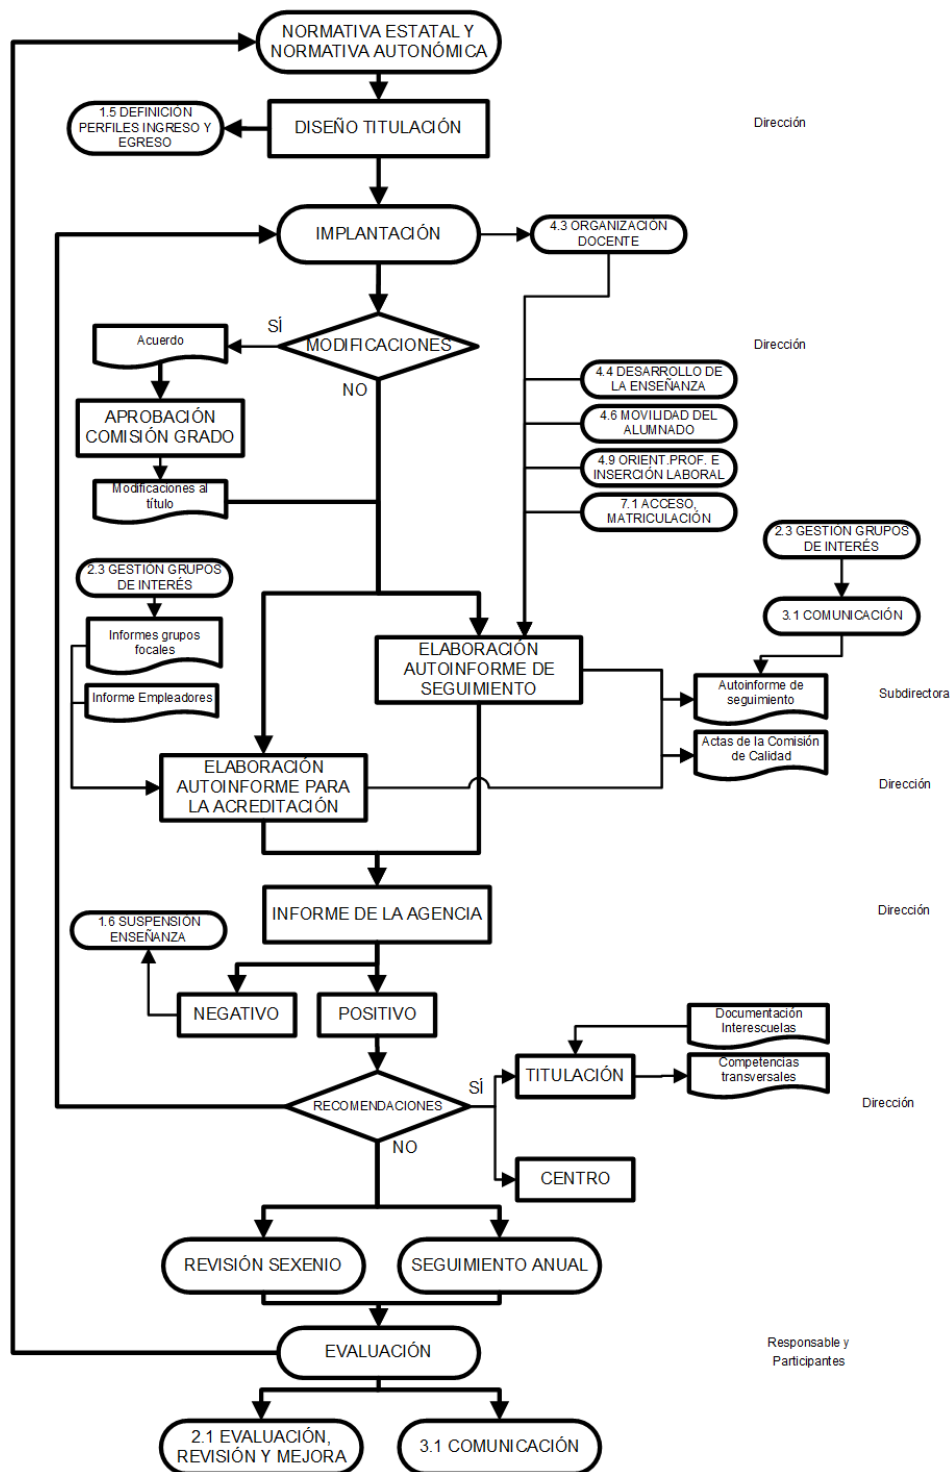 NORMATIVA ESTATAL Y
NORMATIVA AUTONÓMICA
1.5 DEFINICIÓN
PERFILES INGRESO Y
EGRESO
DISEÑO TITULACIÓN
Dirección
IMPLANTACIÓN
4.3 ORGANIZACIÓN
DOCENTE
SÍ
MODIFICACIONES
Acuerdo
Dirección
NO
4.4 DESARROLLO DE
LA ENSEÑANZA
APROBACIÓN
COMISIÓN GRADO
4.6 MOVILIDAD DEL
ALUMNADO
4.9 ORIENT.PROF. E
INSERCIÓN LABORAL
Modificaciones al
título
7.1 ACCESO,
MATRICULACIÓN
2.3 GESTIÓN GRUPOS
DE INTERÉS
2.3 GESTIÓN GRUPOS
DE INTERÉS
3.1 COMUNICACIÓN
Informes grupos
focales
ELABORACIÓN
AUTOINFORME DE
SEGUIMIENTO
Informe Empleadores
Autoinforme de
seguimiento
Subdirectora
Actas de la Comisión
de Calidad
ELABORACIÓN
AUTOINFORME PARA
LA ACREDITACIÓN
Dirección
INFORME DE LA AGENCIA
Dirección
1.6 SUSPENSIÓN
ENSEÑANZA
NEGATIVO
POSITIVO
Documentación
Interescuelas
TITULACIÓN
Competencias
transversales
SÍ
RECOMENDACIONES
Dirección
NO
CENTRO
REVISIÓN SEXENIO
SEGUIMIENTO ANUAL
EVALUACIÓN
Responsable y
Participantes
2.1 EVALUACIÓN,
REVISIÓN Y MEJORA
3.1 COMUNICACIÓN